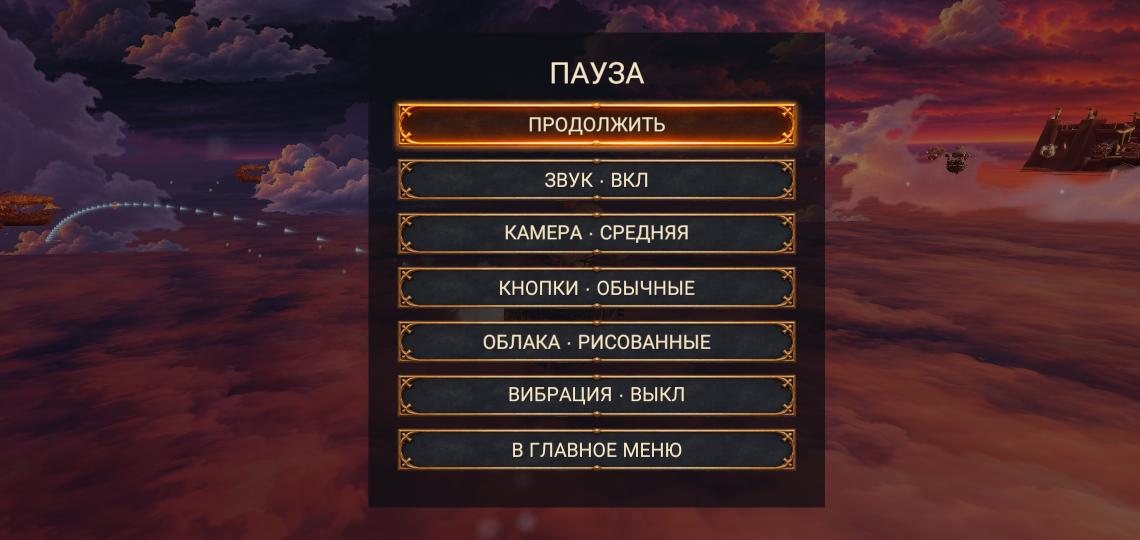 ПАУЗА
ПРОДОЛЖИТЬ
ЗВУК · ВКЛ
КАМЕРА · СРЕДНЯЯ
КНОПКИ · ОБЫЧНЫЕ
ОБЛАКА · РИСОВАННЫЕ
ВИБРАЦИЯ · ВЫКЛ
В ГЛАВНОЕ МЕНЮ